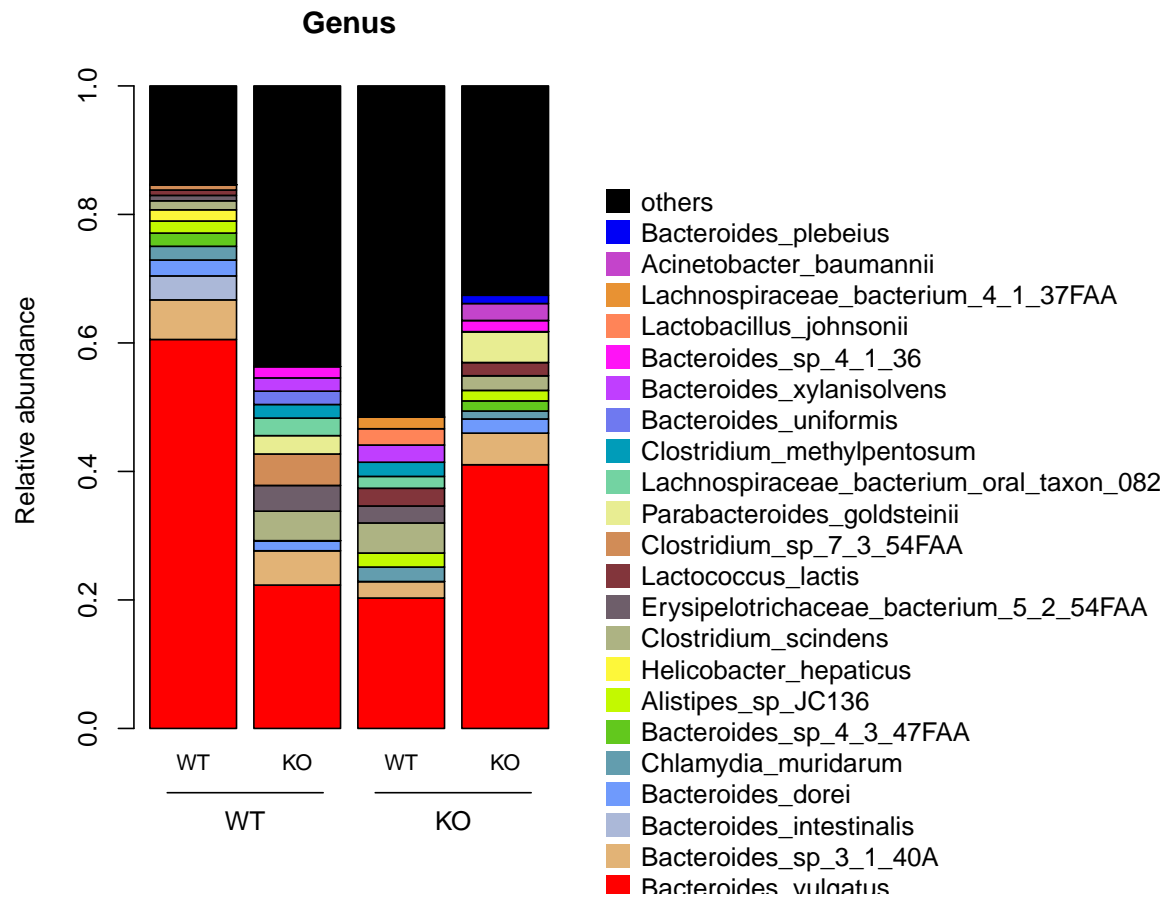 Genus
Relative abundance
1.0
0.8
0.6
0.4
0.2
0.0
WT
KO
WT
KO
WT
KO
others
Bacteroides_plebeius
Acinetobacter_baumannii
Lachnospiraceae_bacterium_4_1_37FAA
Lactobacillus_johnsonii
Bacteroides_sp_4_1_36
Bacteroides_xylanisolvens
Bacteroides_uniformis
Clostridium_methylpentosum
Lachnospiraceae_bacterium_oral_taxon_082
Parabacteroides_goldsteinii
Clostridium_sp_7_3_54FAA
Lactococcus_lactis
Erysipelotrichaceae_bacterium_5_2_54FAA
Clostridium_scindens
Helicobacter_hepaticus
Alistipes_sp_JC136
Bacteroides_sp_4_3_47FAA
Chlamydia_muridarum
Bacteroides_dorei
Bacteroides_intestinalis
Bacteroides_sp_3_1_40A
Bacteroides_vulgatus